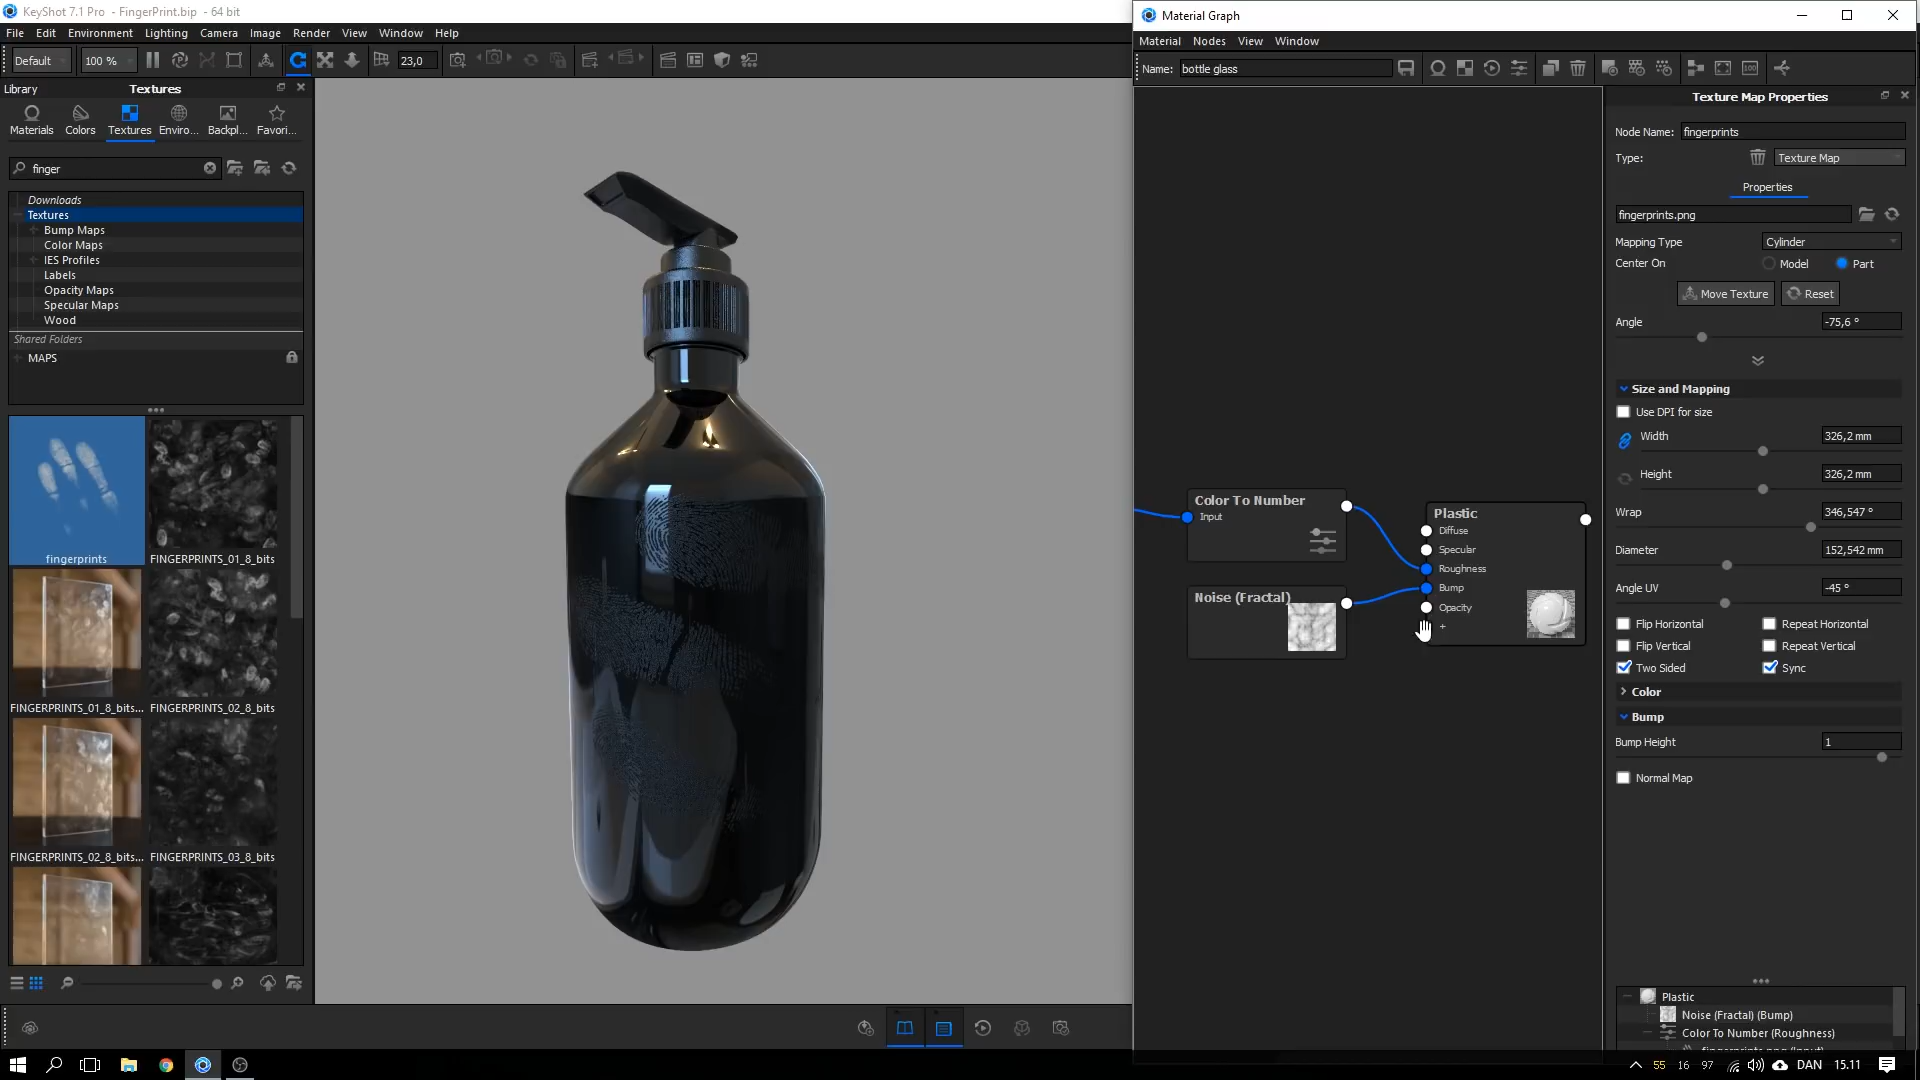 KeyShot 7.1 Pro - FingerPrint.bip - 64 bit
File Edit Environment Lighting Camera Image Render View Window Help
Default 100 % 23,0
Library Textures
Materials Colors Textures Enviro... Backpl... Favori...
finger
Downloads
Textures
Bump Maps
Color Maps
IES Profiles
Labels
Opacity Maps
Specular Maps
Wood
Shared Folders
MAPS
fingerprints FINGERPRINTS_01_8_bits
FINGERPRINTS_01_8_bits... FINGERPRINTS_02_8_bits
FINGERPRINTS_02_8_bits... FINGERPRINTS_03_8_bits
Material Graph
Material Nodes View Window
Name: bottle glass
Color To Number
Input
Noise (Fractal)
Plastic
Diffuse
Specular
Roughness
Bump
Opacity
+
Texture Map Properties
Node Name: fingerprints
Type: Texture Map
Properties
fingerprints.png
Mapping Type Cylinder
Center On Model Part
Move Texture Reset
Angle -75,6 °
Size and Mapping
Use DPI for size
Width 326,2 mm
Height 326,2 mm
Wrap 346,547 °
Diameter 152,542 mm
Angle UV -45 °
Flip Horizontal Repeat Horizontal
Flip Vertical Repeat Vertical
Two Sided Sync
Color
Bump
Bump Height 1
Normal Map
Plastic
Noise (Fractal) (Bump)
Color To Number (Roughness)
fingerprints.png (Input)
55 16 97 DAN 15.11